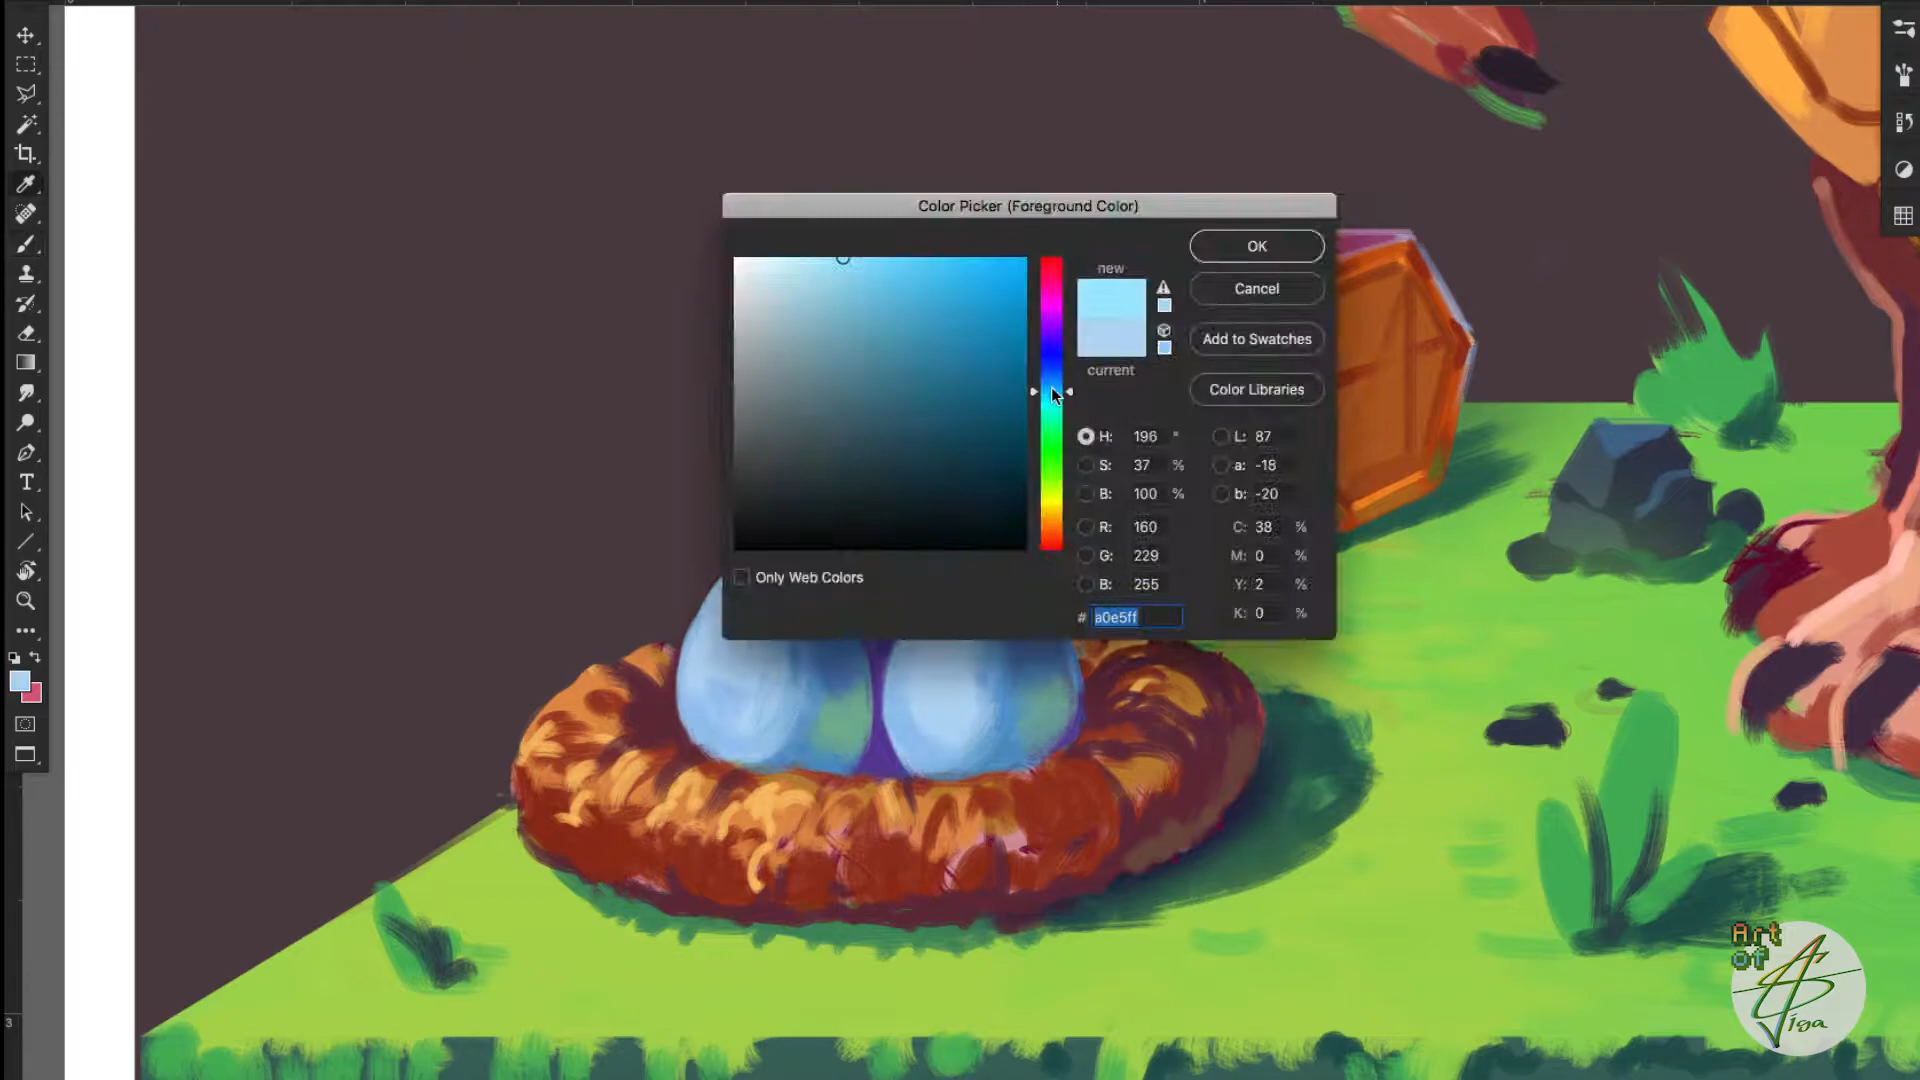 Color Picker (Foreground Color)
new
OK
Cancel
Add to Swatches
current
Color Libraries
H: 196 °
L: 87
S: 37 %
a: -18
B: 100 %
b: -20
R: 160
C: 38 %
G: 229
M: 0 %
B: 255
Y: 2 %
# a0e5ff
K: 0 %
Only Web Colors
T
3
Art
of